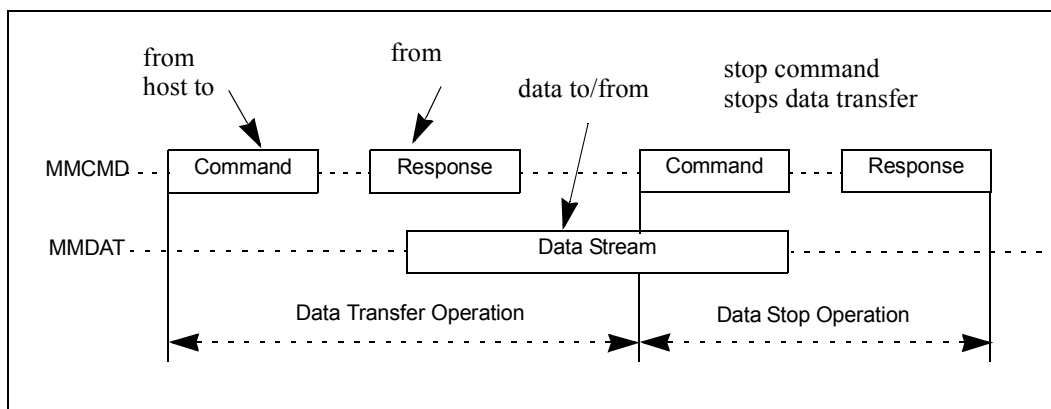 from
host to
from
data to/from
stop command
stops data transfer
MMCMD
Command
Response
Command
Response
MMDAT
Data Stream
Data Transfer Operation
Data Stop Operation